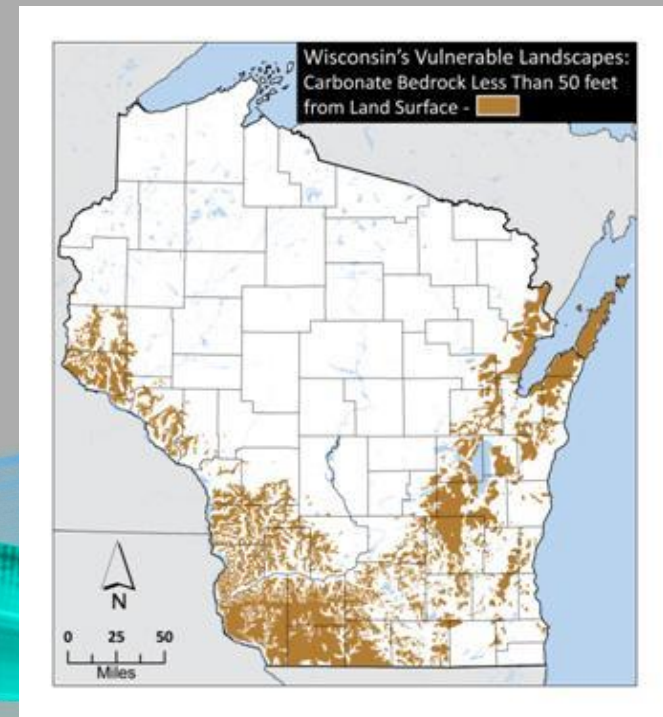 Wisconsin's Vulnerable Landscapes:
Carbonate Bedrock Less Than 50 feet
from Land Surface -
N
0 25 50
Miles